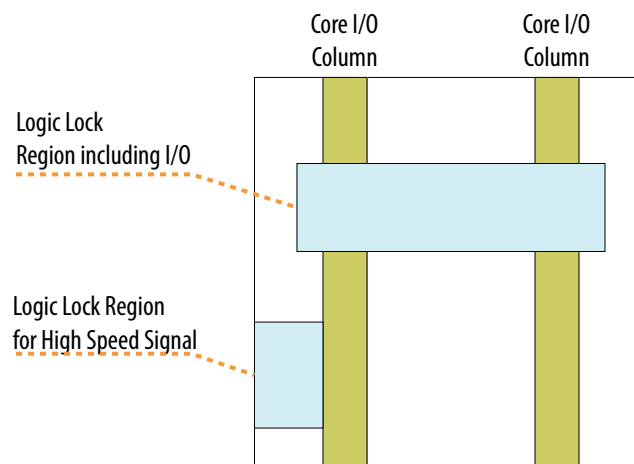 Core I/O
Column
Core I/O
Column
Logic Lock
Region including I/O
Logic Lock Region
for High Speed Signal